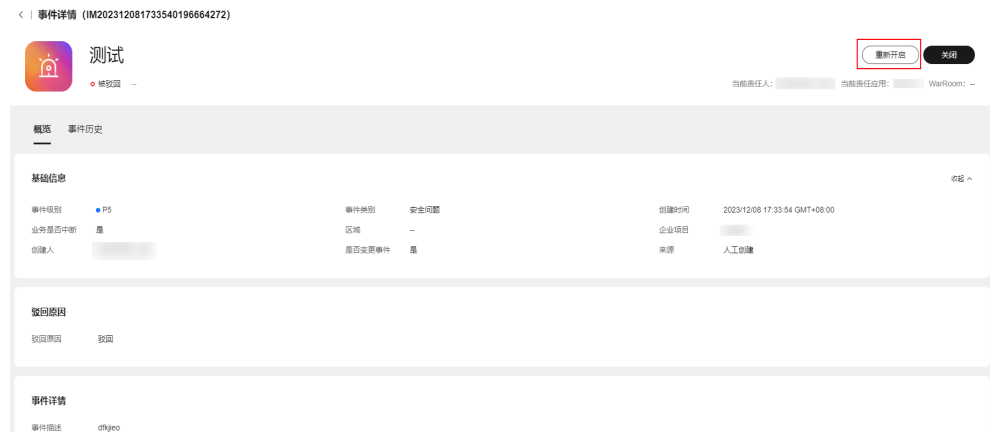 < | 事件详情（IM202312081733540196664272）
测试
重新开启 关闭
被驳回 --
当前责任人： 当前责任应用： WarRoom： --
概览 事件历史
基础信息 收起
事件级别 P5 事件类别 安全问题 创建时间 2023/12/08 17:33:54 GMT+08:00
业务是否中断 是 区域 -- 企业项目
创建人 是否变更事件 是 来源 人工创建
驳回原因
驳回原因 驳回
事件详情
事件描述 dfkjieo